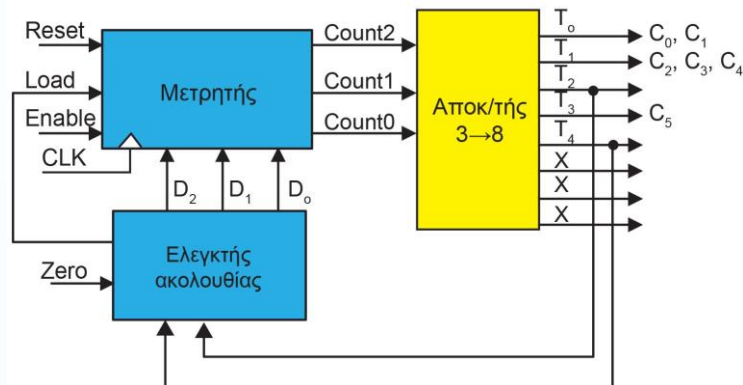 Reset
Load
Enable
CLK
Μετρητής
Count2
Count1
Count0
Αποκ/τής
3→8
T₀
T₁
T₂
T₃
T₄
X
X
X
C₀, C₁
C₂, C₃, C₄
C₅
D₂
D₁
D₀
Zero
Ελεγκτής
ακολουθίας